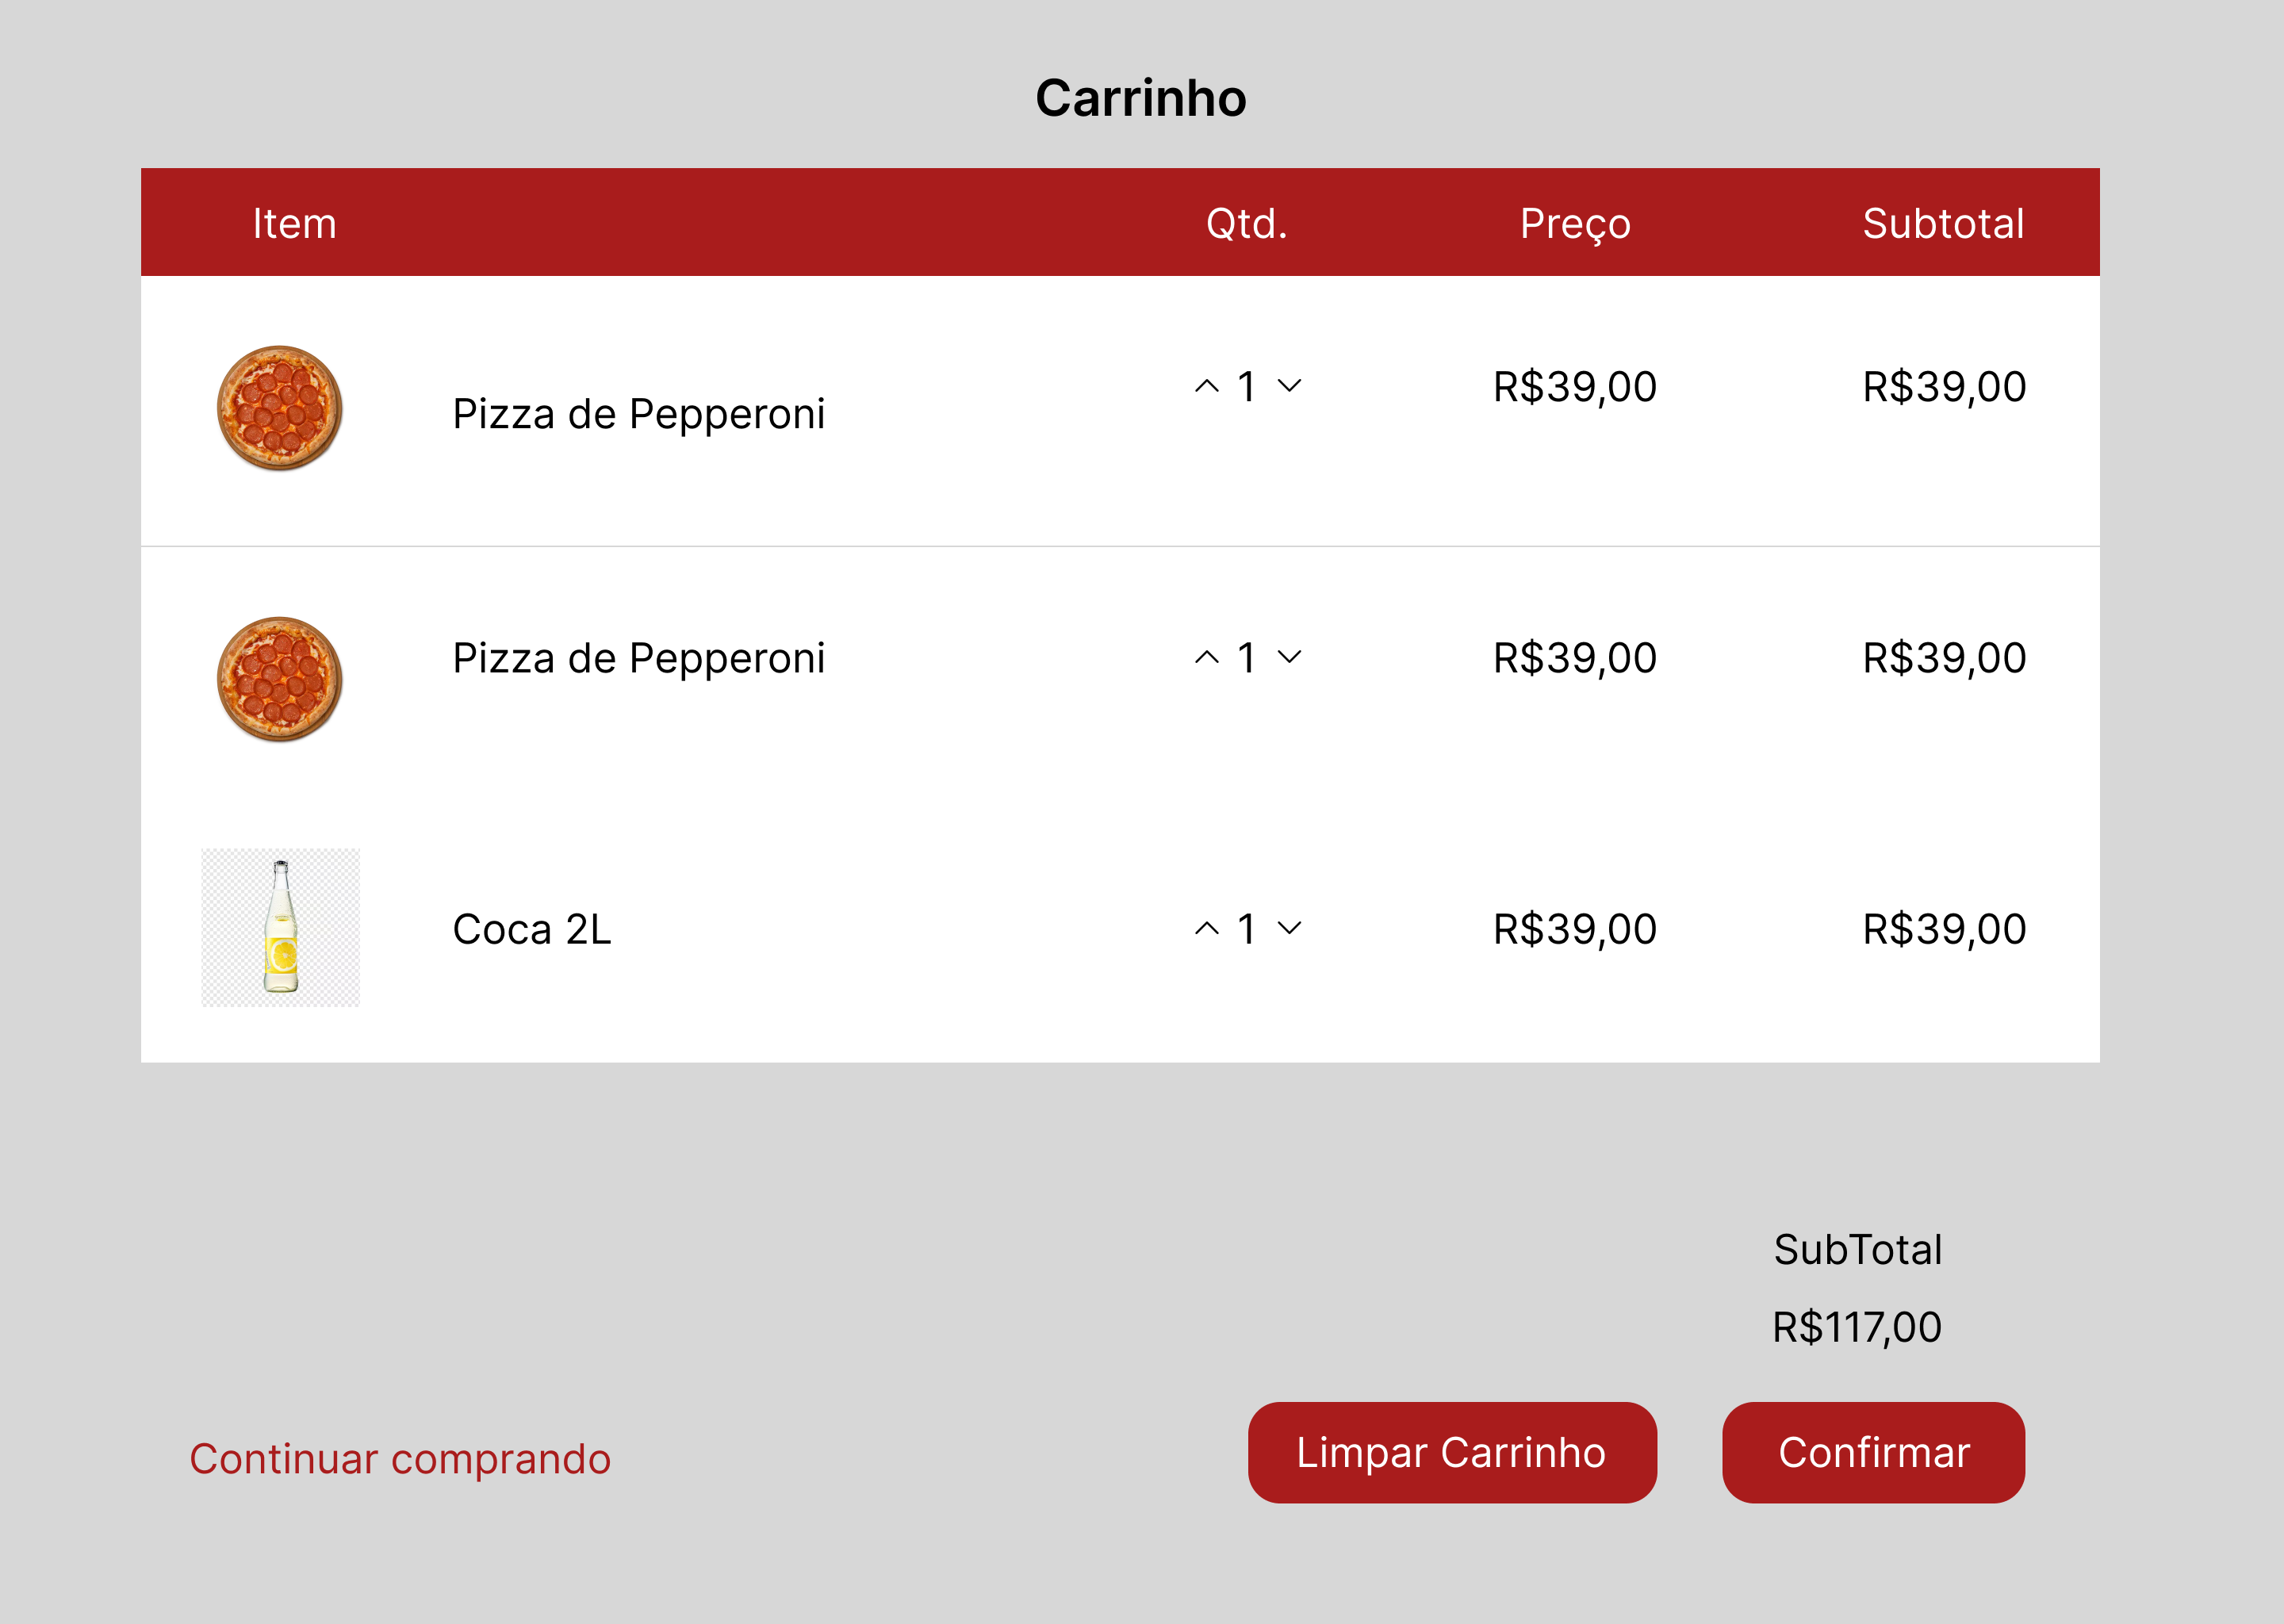 Carrinho
Item Qtd. Preço Subtotal
Pizza de Pepperoni 1 R$39,00 R$39,00
Pizza de Pepperoni 1 R$39,00 R$39,00
Coca 2L 1 R$39,00 R$39,00
SubTotal
R$117,00
Continuar comprando Limpar Carrinho Confirmar